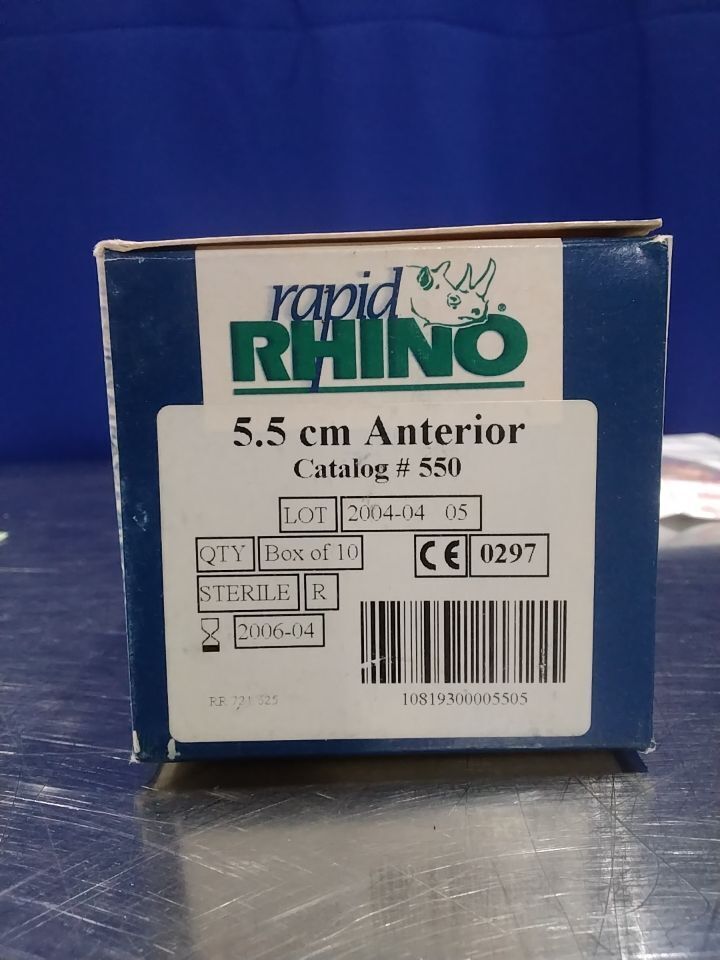 rapid
RHINO®
5.5 cm Anterior
Catalog # 550
LOT 2004-04 05
QTY Box of 10 CE 0297
STERILE R
2006-04
10819300005505
RR